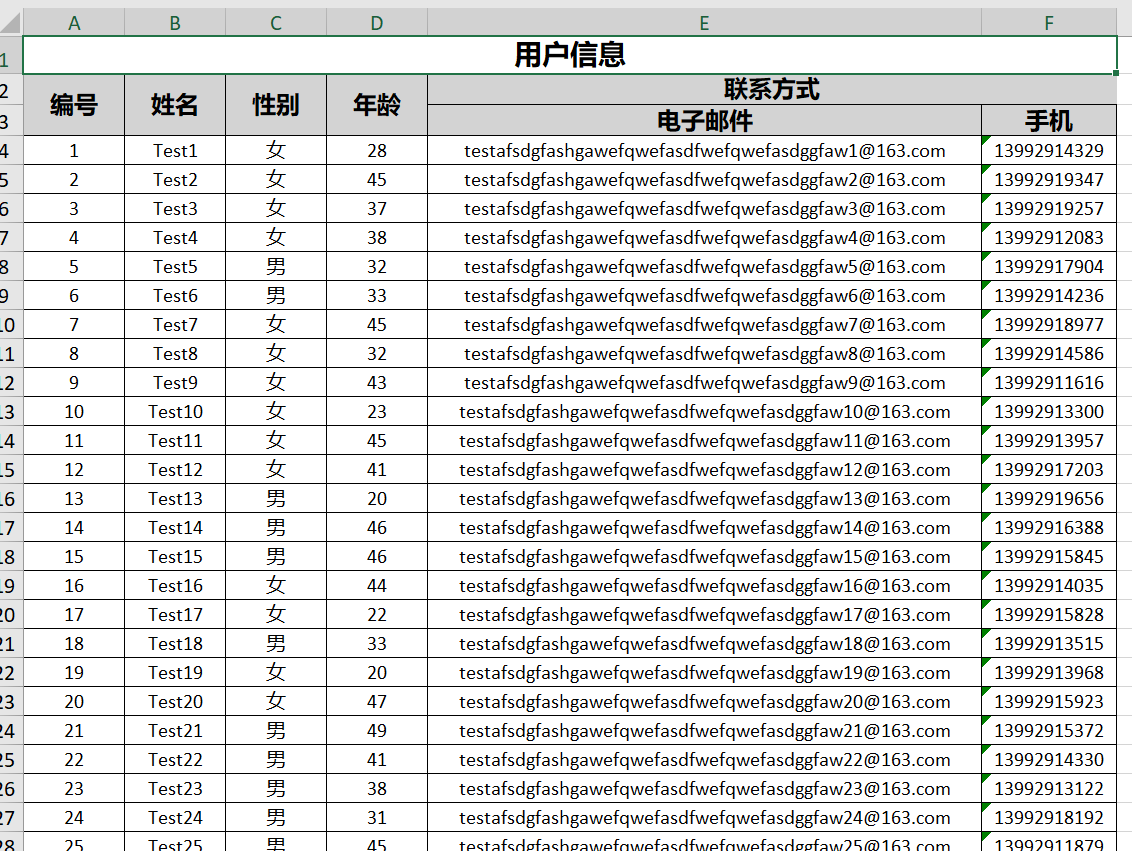 A B C D E F
1 用户信息
2 编号 姓名 性别 年龄 联系方式
3 电子邮件 手机
4 1 Test1 女 28 testafsdgfashgawefqwefasdfwefqwefasdggfaw1@163.com 13992914329
5 2 Test2 女 45 testafsdgfashgawefqwefasdfwefqwefasdggfaw2@163.com 13992919347
6 3 Test3 女 37 testafsdgfashgawefqwefasdfwefqwefasdggfaw3@163.com 13992919257
7 4 Test4 女 38 testafsdgfashgawefqwefasdfwefqwefasdggfaw4@163.com 13992912083
8 5 Test5 男 32 testafsdgfashgawefqwefasdfwefqwefasdggfaw5@163.com 13992917904
9 6 Test6 男 33 testafsdgfashgawefqwefasdfwefqwefasdggfaw6@163.com 13992914236
10 7 Test7 女 45 testafsdgfashgawefqwefasdfwefqwefasdggfaw7@163.com 13992918977
11 8 Test8 女 32 testafsdgfashgawefqwefasdfwefqwefasdggfaw8@163.com 13992914586
12 9 Test9 女 43 testafsdgfashgawefqwefasdfwefqwefasdggfaw9@163.com 13992911616
13 10 Test10 女 23 testafsdgfashgawefqwefasdfwefqwefasdggfaw10@163.com 13992913300
14 11 Test11 女 45 testafsdgfashgawefqwefasdfwefqwefasdggfaw11@163.com 13992913957
15 12 Test12 女 41 testafsdgfashgawefqwefasdfwefqwefasdggfaw12@163.com 13992917203
16 13 Test13 男 20 testafsdgfashgawefqwefasdfwefqwefasdggfaw13@163.com 13992919656
17 14 Test14 男 46 testafsdgfashgawefqwefasdfwefqwefasdggfaw14@163.com 13992916388
18 15 Test15 男 46 testafsdgfashgawefqwefasdfwefqwefasdggfaw15@163.com 13992915845
19 16 Test16 女 44 testafsdgfashgawefqwefasdfwefqwefasdggfaw16@163.com 13992914035
20 17 Test17 女 22 testafsdgfashgawefqwefasdfwefqwefasdggfaw17@163.com 13992915828
21 18 Test18 男 33 testafsdgfashgawefqwefasdfwefqwefasdggfaw18@163.com 13992913515
22 19 Test19 女 20 testafsdgfashgawefqwefasdfwefqwefasdggfaw19@163.com 13992913968
23 20 Test20 女 47 testafsdgfashgawefqwefasdfwefqwefasdggfaw20@163.com 13992915923
24 21 Test21 男 49 testafsdgfashgawefqwefasdfwefqwefasdggfaw21@163.com 13992915372
25 22 Test22 男 41 testafsdgfashgawefqwefasdfwefqwefasdggfaw22@163.com 13992914330
26 23 Test23 男 38 testafsdgfashgawefqwefasdfwefqwefasdggfaw23@163.com 13992913122
27 24 Test24 男 31 testafsdgfashgawefqwefasdfwefqwefasdggfaw24@163.com 13992918192
28 25 Test25 男 45 testafsdgfashgawefqwefasdfwefqwefasdggfaw25@163.com 13992911879